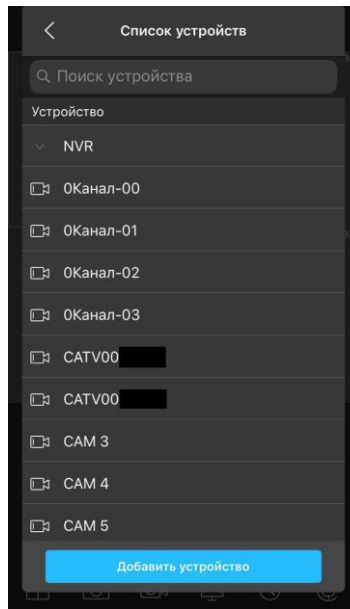 Список устройств
Поиск устройства
Устройство
NVR
0Канал-00
0Канал-01
0Канал-02
0Канал-03
CATV00
CATV00
CAM 3
CAM 4
CAM 5
Добавить устройство